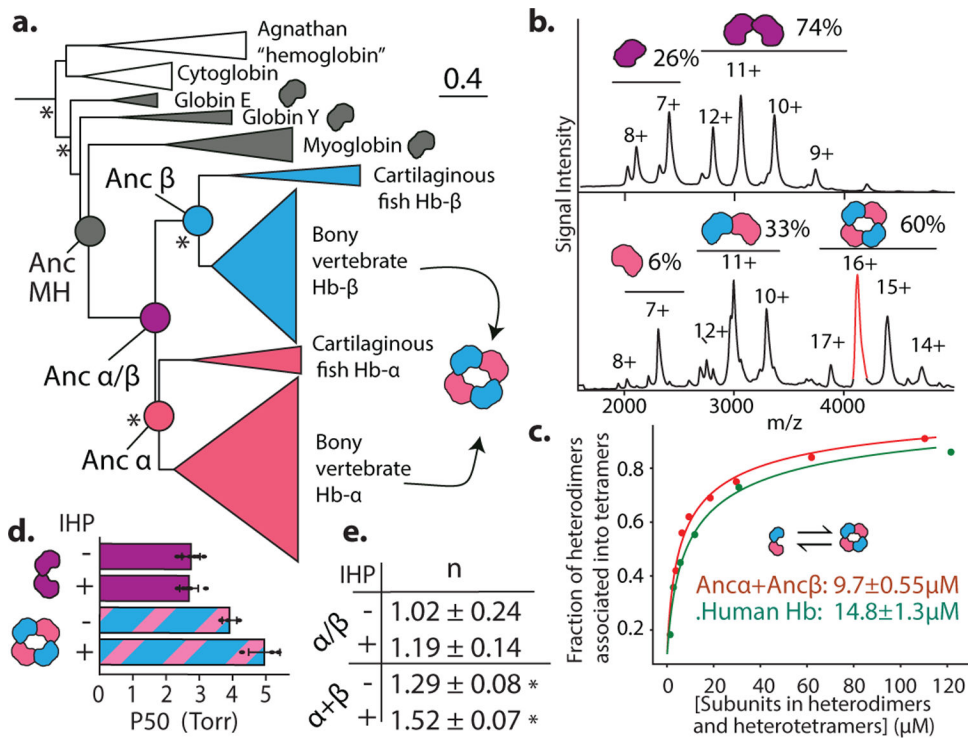 a.
Agnathan
"hemoglobin"
Cytoglobin
Globin E
Globin Y
Myoglobin
0.4
*
*
Anc β
*
Cartilaginous
fish Hb-β
Bony
vertebrate
Hb-β
Anc
MH
Anc α/β
Cartilaginous
fish Hb-α
*
Anc α
Bony
vertebrate
Hb-α
b.
74%
26%
11+
7+
8+
12+
10+
9+
Signal Intensity
6%
33%
60%
7+
8+
11+
12+
10+
16+
15+
17+
14+
2000
3000
4000
m/z
c.
Fraction of heterodimers
associated into tetramers
0.8
0.6
0.4
0.2
Ancα+Ancβ: 9.7±0.55μM
.Human Hb: 14.8±1.3μM
0
20
40
60
80
100
120
[Subunits in heterodimers
and heterotetramers] (μM)
d.
IHP
-
+
-
+
0
1
2
3
4
5
P50 (Torr)
e.
IHP
n
α/β
- 1.02 ± 0.24
+ 1.19 ± 0.14
α+β
- 1.29 ± 0.08 *
+ 1.52 ± 0.07 *